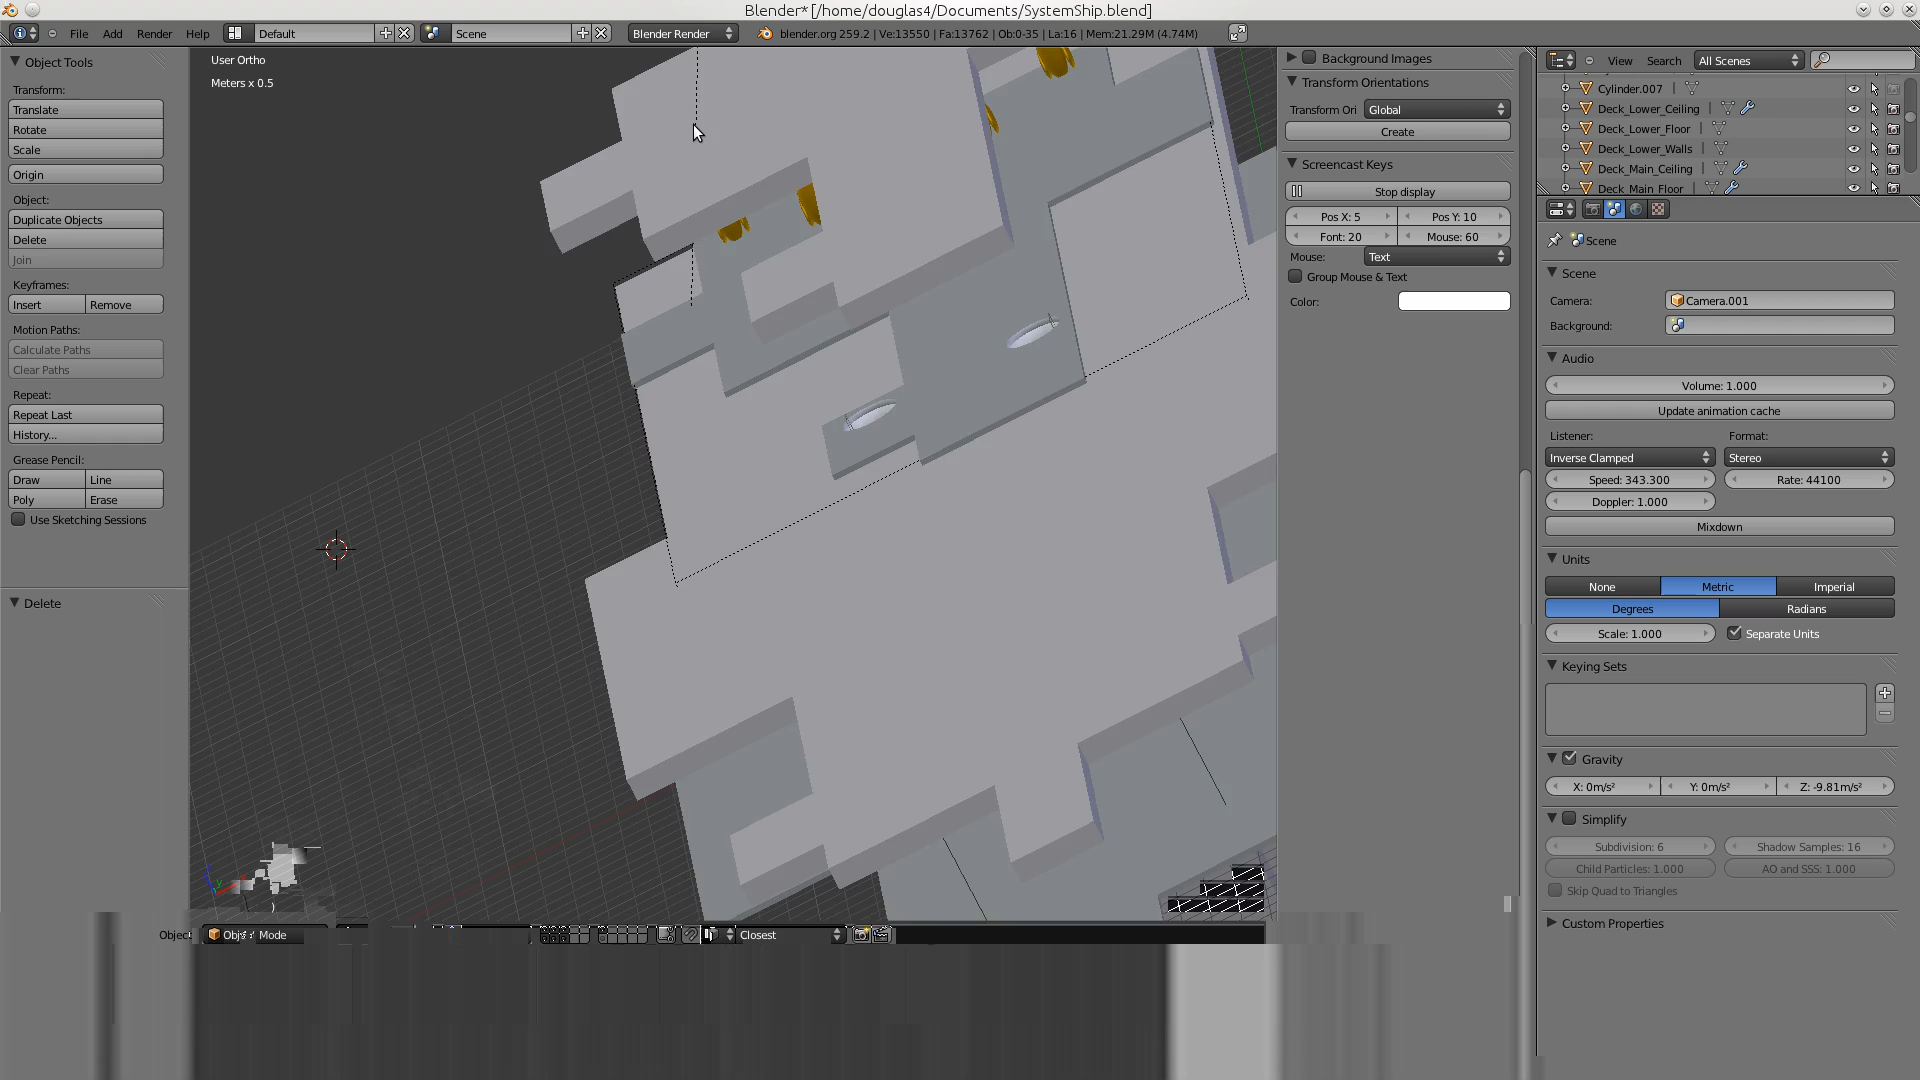 Blender* [/home/douglas4/Documents/SystemShip.blend]
File Add Render Help Default Scene Blender Render blender.org 259.2 | Ve:13550 | Fa:13762 | Ob:0-35 | La:16 | Mem:21.29M (4.74M)
Object Tools
Transform:
Translate
Rotate
Scale
Origin
Object:
Duplicate Objects
Delete
Join
Keyframes:
Insert Remove
Motion Paths:
Calculate Paths
Clear Paths
Repeat:
Repeat Last
History...
Grease Pencil:
Draw Line
Poly Erase
Use Sketching Sessions
Delete
User Ortho
Meters x 0.5
Object Mode
Closest
Background Images
Transform Orientations
Transform Ori Global
Create
Screencast Keys
Stop display
Pos X: 5 Pos Y: 10
Font: 20 Mouse: 60
Mouse: Text
Group Mouse & Text
Color:
View Search All Scenes
Cylinder.007
Deck_Lower_Ceiling
Deck_Lower_Floor
Deck_Lower_Walls
Deck_Main_Ceiling
Deck_Main_Floor
Scene
Scene
Camera: Camera.001
Background:
Audio
Volume: 1.000
Update animation cache
Listener: Format:
Inverse Clamped Stereo
Speed: 343.300 Rate: 44100
Doppler: 1.000
Mixdown
Units
None Metric Imperial
Degrees Radians
Scale: 1.000 Separate Units
Keying Sets
Gravity
X: 0m/s² Y: 0m/s² Z: -9.81m/s²
Simplify
Subdivision: 6 Shadow Samples: 16
Child Particles: 1.000 AO and SSS: 1.000
Skip Quad to Triangles
Custom Properties